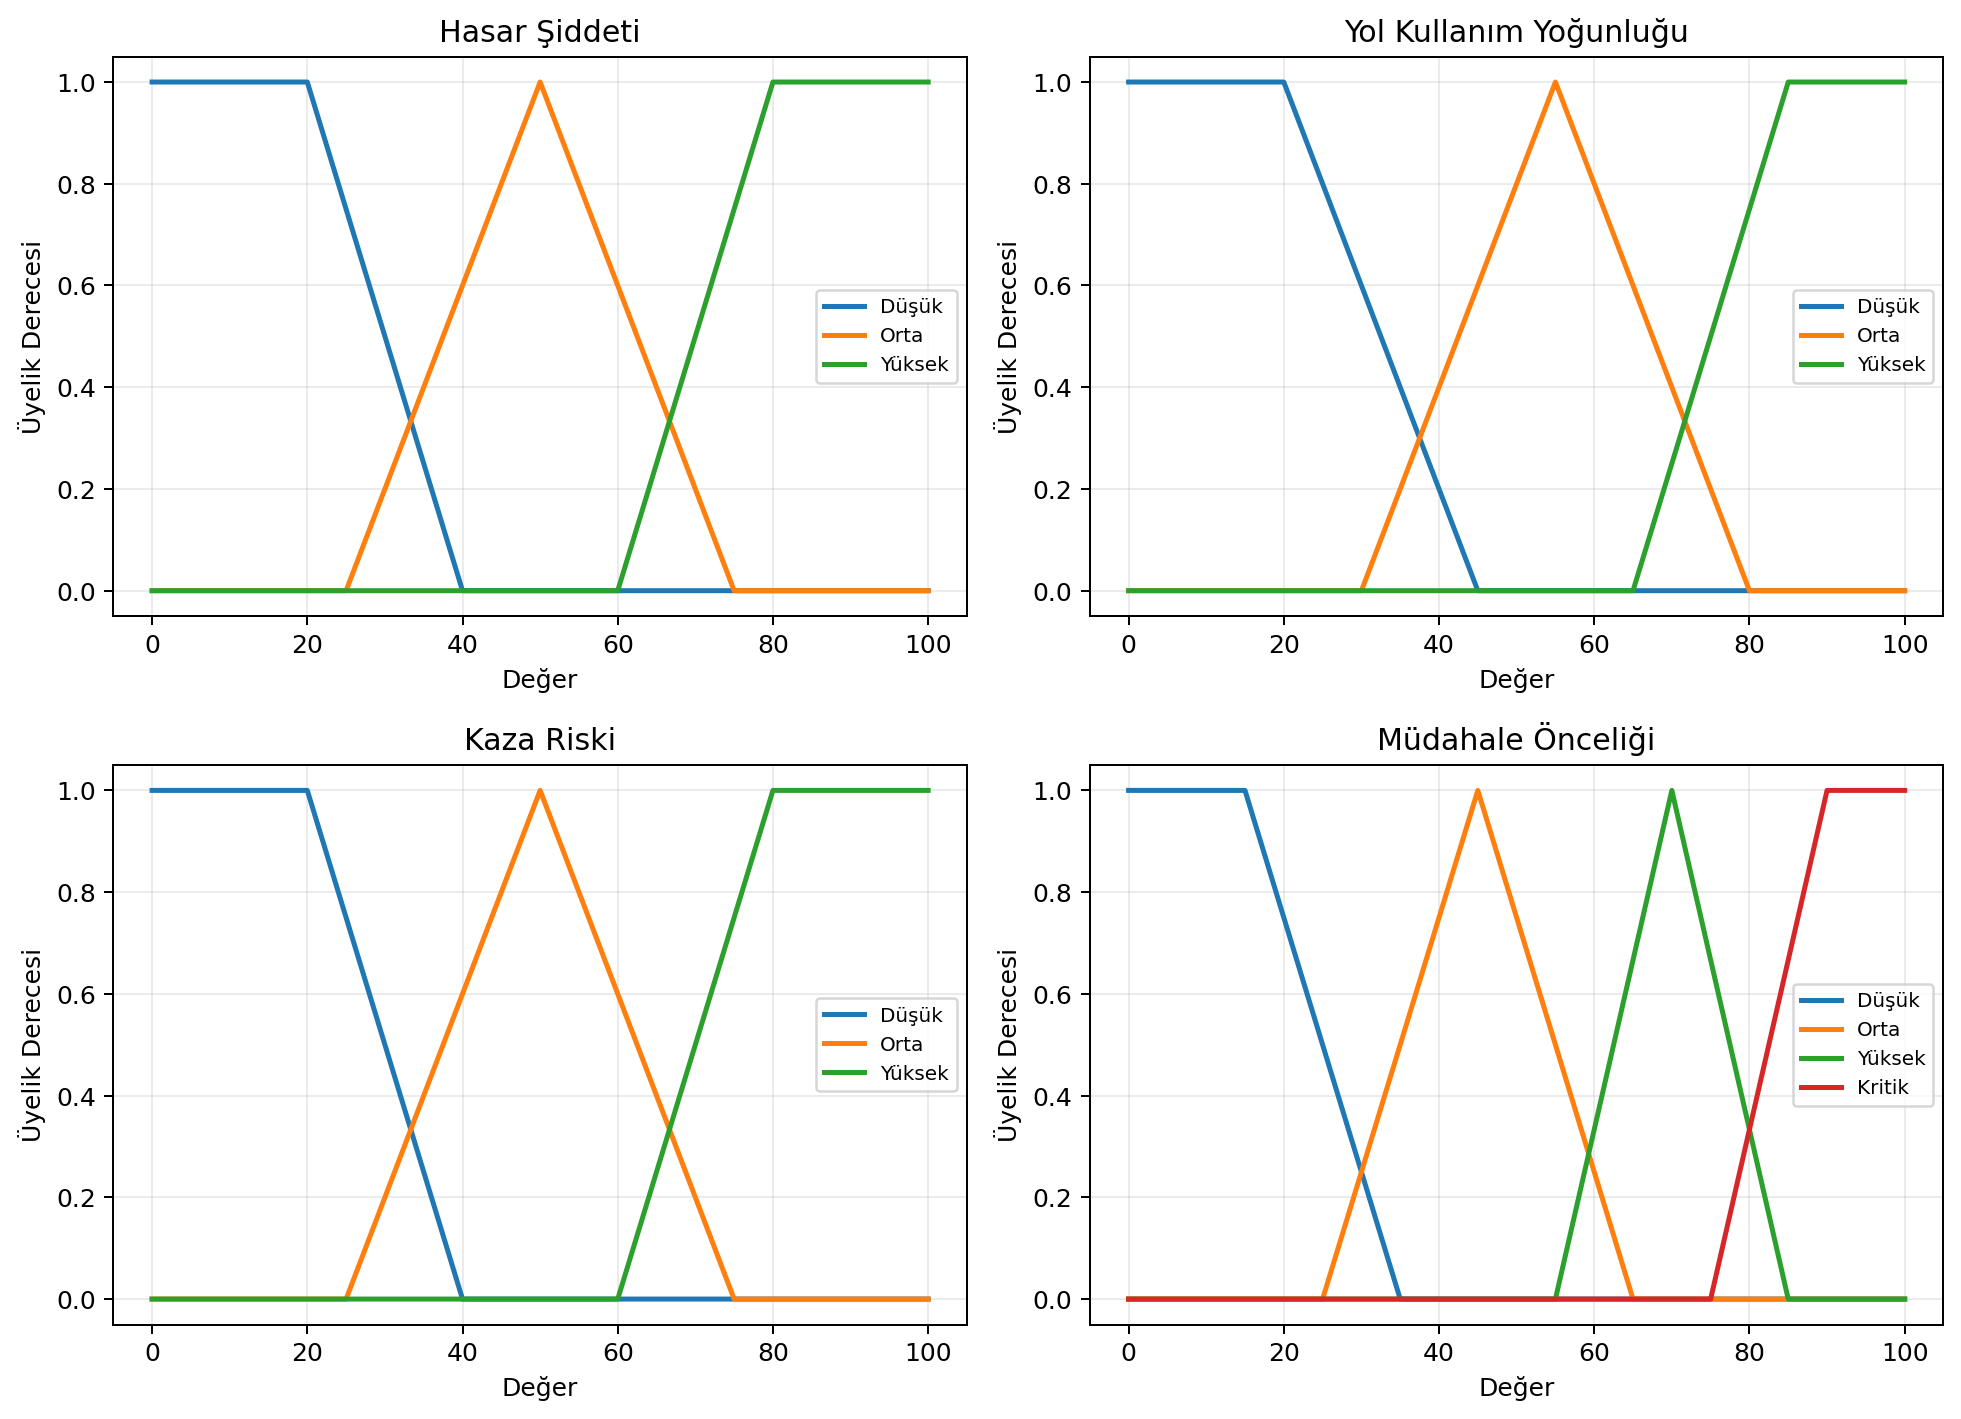 Hasar Şiddeti
1.0
0.8
0.6
0.4
0.2
0.0
Üyelik Derecesi
0 20 40 60 80 100
Değer
Düşük
Orta
Yüksek
Yol Kullanım Yoğunluğu
1.0
0.8
0.6
0.4
0.2
0.0
Üyelik Derecesi
0 20 40 60 80 100
Değer
Düşük
Orta
Yüksek
Kaza Riski
1.0
0.8
0.6
0.4
0.2
0.0
Üyelik Derecesi
0 20 40 60 80 100
Değer
Düşük
Orta
Yüksek
Müdahale Önceliği
1.0
0.8
0.6
0.4
0.2
0.0
Üyelik Derecesi
0 20 40 60 80 100
Değer
Düşük
Orta
Yüksek
Kritik